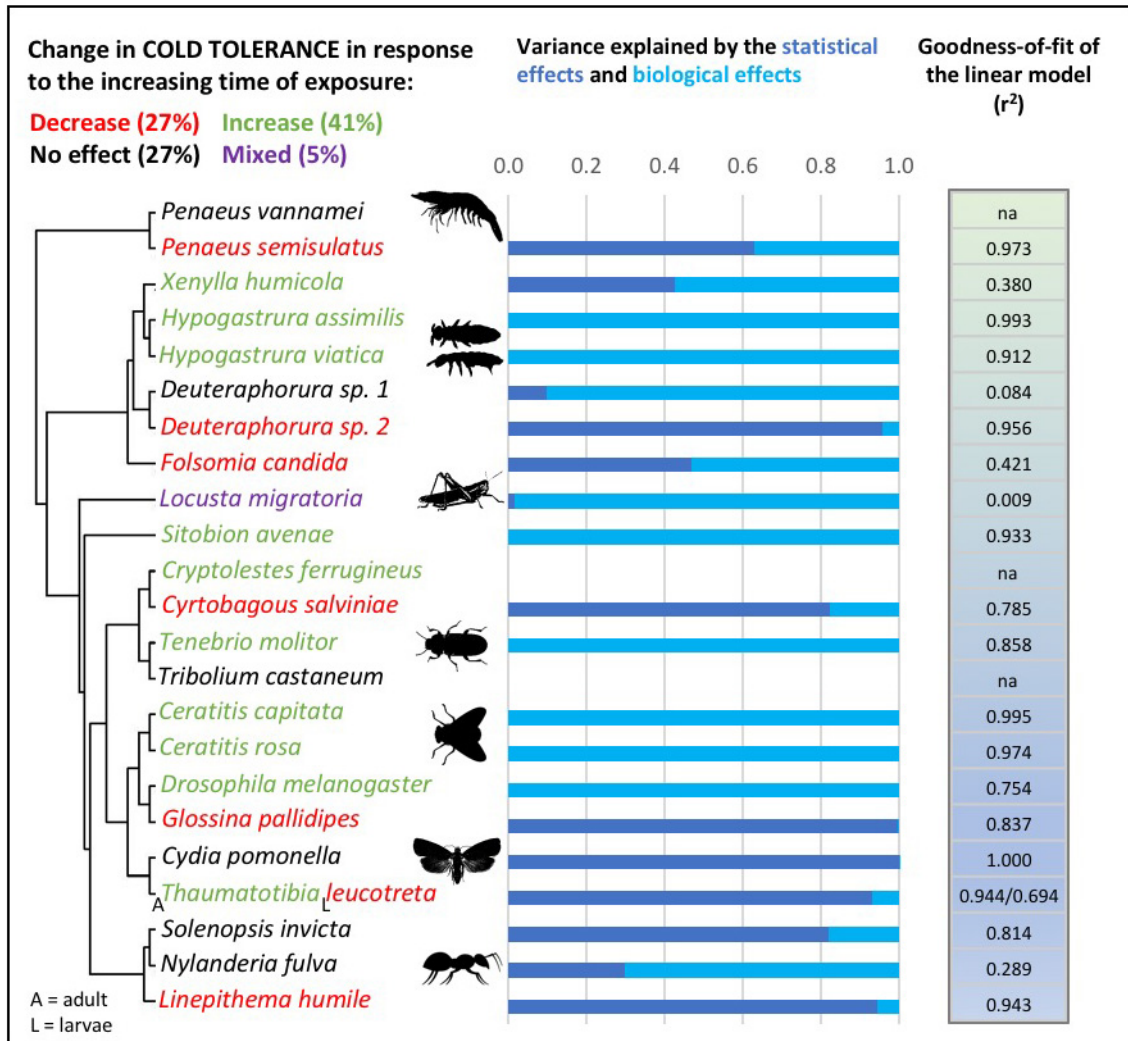 Change in COLD TOLERANCE in response
to the increasing time of exposure:
Decrease (27%) Increase (41%)
No effect (27%) Mixed (5%)
Variance explained by the statistical
effects and biological effects
Goodness-of-fit of
the linear model
(r²)
0.0 0.2 0.4 0.6 0.8 1.0
Penaeus vannamei na
Penaeus semisulatus 0.973
Xenylla humicola 0.380
Hypogastrura assimilis 0.993
Hypogastrura viatica 0.912
Deuteraphorura sp. 1 0.084
Deuteraphorura sp. 2 0.956
Folsomia candida 0.421
Locusta migratoria 0.009
Sitobion avenae 0.933
Cryptolestes ferrugineus na
Cyrtobagous salviniae 0.785
Tenebrio molitor 0.858
Tribolium castaneum na
Ceratitis capitata 0.995
Ceratitis rosa 0.974
Drosophila melanogaster 0.754
Glossina pallidipes 0.837
Cydia pomonella 1.000
Thaumatotibia leucotreta 0.944/0.694
A L
Solenopsis invicta 0.814
Nylanderia fulva 0.289
Linepithema humile 0.943
A = adult
L = larvae